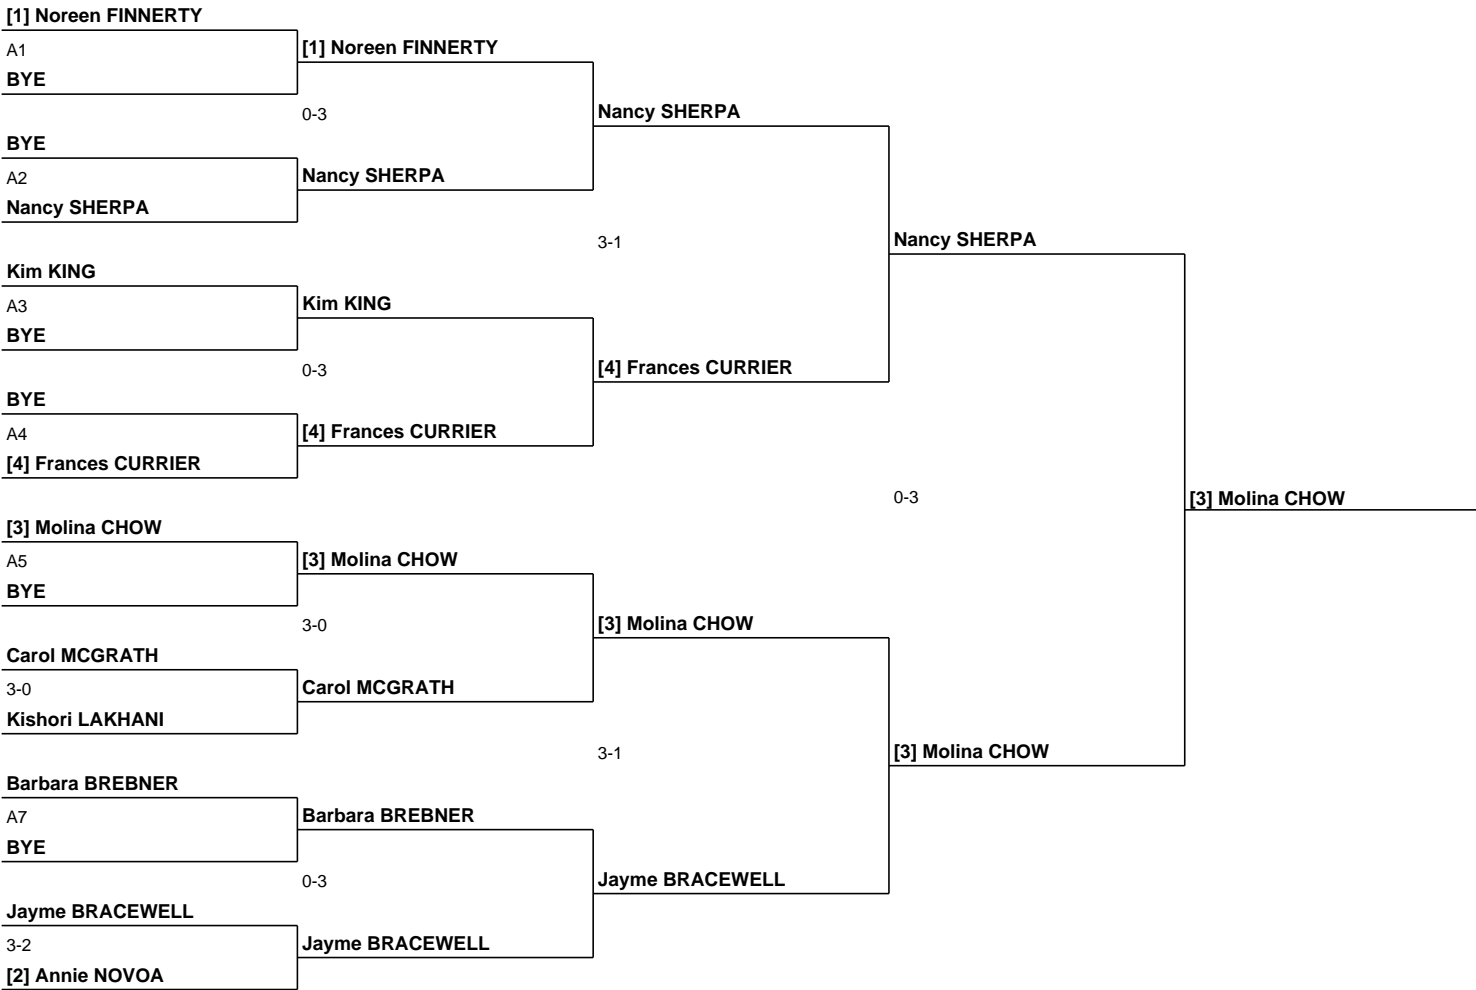 [1] Noreen FINNERTY
A1
BYE
BYE
A2
Nancy SHERPA
Kim KING
A3
BYE
BYE
A4
[4] Frances CURRIER
[3] Molina CHOW
A5
BYE
Carol MCGRATH
3-0
Kishori LAKHANI
Barbara BREBNER
A7
BYE
Jayme BRACEWELL
3-2
[2] Annie NOVOA
[1] Noreen FINNERTY
0-3
Nancy SHERPA
Kim KING
0-3
[4] Frances CURRIER
[3] Molina CHOW
3-0
Carol MCGRATH
Barbara BREBNER
0-3
Jayme BRACEWELL
Nancy SHERPA
3-1
[4] Frances CURRIER
[3] Molina CHOW
3-1
Jayme BRACEWELL
Nancy SHERPA
0-3
[3] Molina CHOW
[3] Molina CHOW